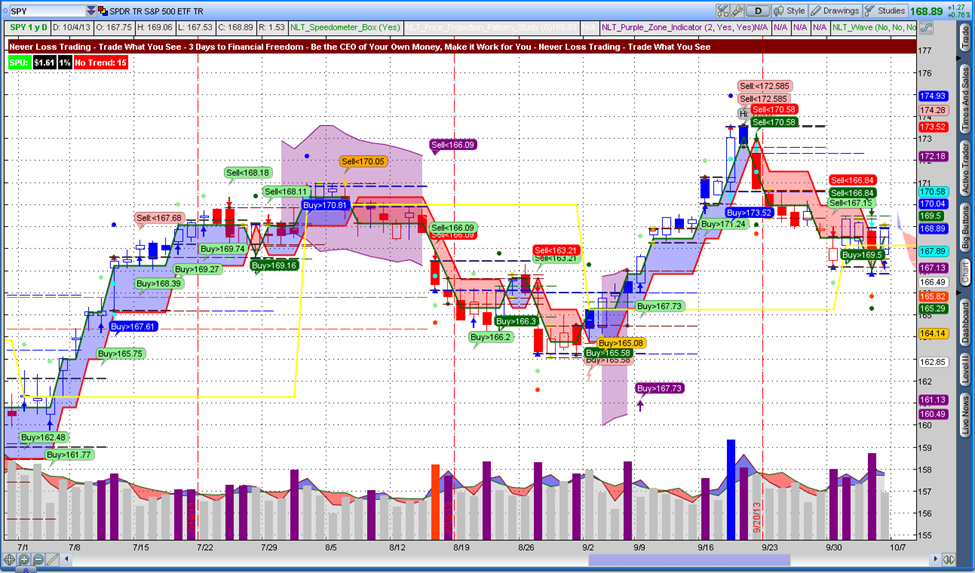 SPY
SPDR TR S&P 500 ETF TR
D
Style
Drawings
Studies
168.89
+1.27
+0.76%
SPY 1 y D
D: 10/4/13
O: 167.75
H: 169.06
L: 167.53
C: 168.89
R: 1.53
NLT_Speedometer_Box (Yes)
NLT_Purple_Zone_Indicator (2, Yes, Yes)
N/A
N/A
N/A
N/A
NLT_Wave (No, No, No
Never Loss Trading - Trade What You See - 3 Days to Financial Freedom - Be the CEO of Your Own Money, Make it Work for You - Never Loss Trading - Trade What You See
SPU:
$1.61
1%
No Trend: 15
Sell:<172.585
Sell:<172.585
Sell<170.58
Sell<170.58
Sell<166.09
Sell<170.05
Sell<168.18
Sell<168.11
Sell<166.84
Sell<166.84
Sell<167.15
Buy>170.81
Buy>173.52
Sell:<167.68
Buy>171.24
Sell<166.09
Buy>169.74
Sell<163.21
Sell<163.21
Buy>169.5
Buy>169.16
Buy>169.27
Buy>168.39
Buy>167.73
Buy>167.61
Buy>166.3
Buy>166.2
Buy>165.08
Buy>165.58
Buy>165.58
Buy>165.75
Buy>167.73
Buy>162.48
Buy>161.77
177
176
174.93
174.28
173.52
173
172.18
171
170.58
170.04
169.5
168.89
167.89
167.13
166.49
165.82
165.29
164.14
162.85
162
161.13
160.49
160
159
158
157
156
155
9/20/13
7/1
7/8
7/15
7/22
7/29
8/5
8/12
8/19
8/26
9/2
9/9
9/16
9/23
9/30
10/7
Trade
Times And Sales
Active Trader
Big Buttons
Chart
Dashboard
Level II
Live News